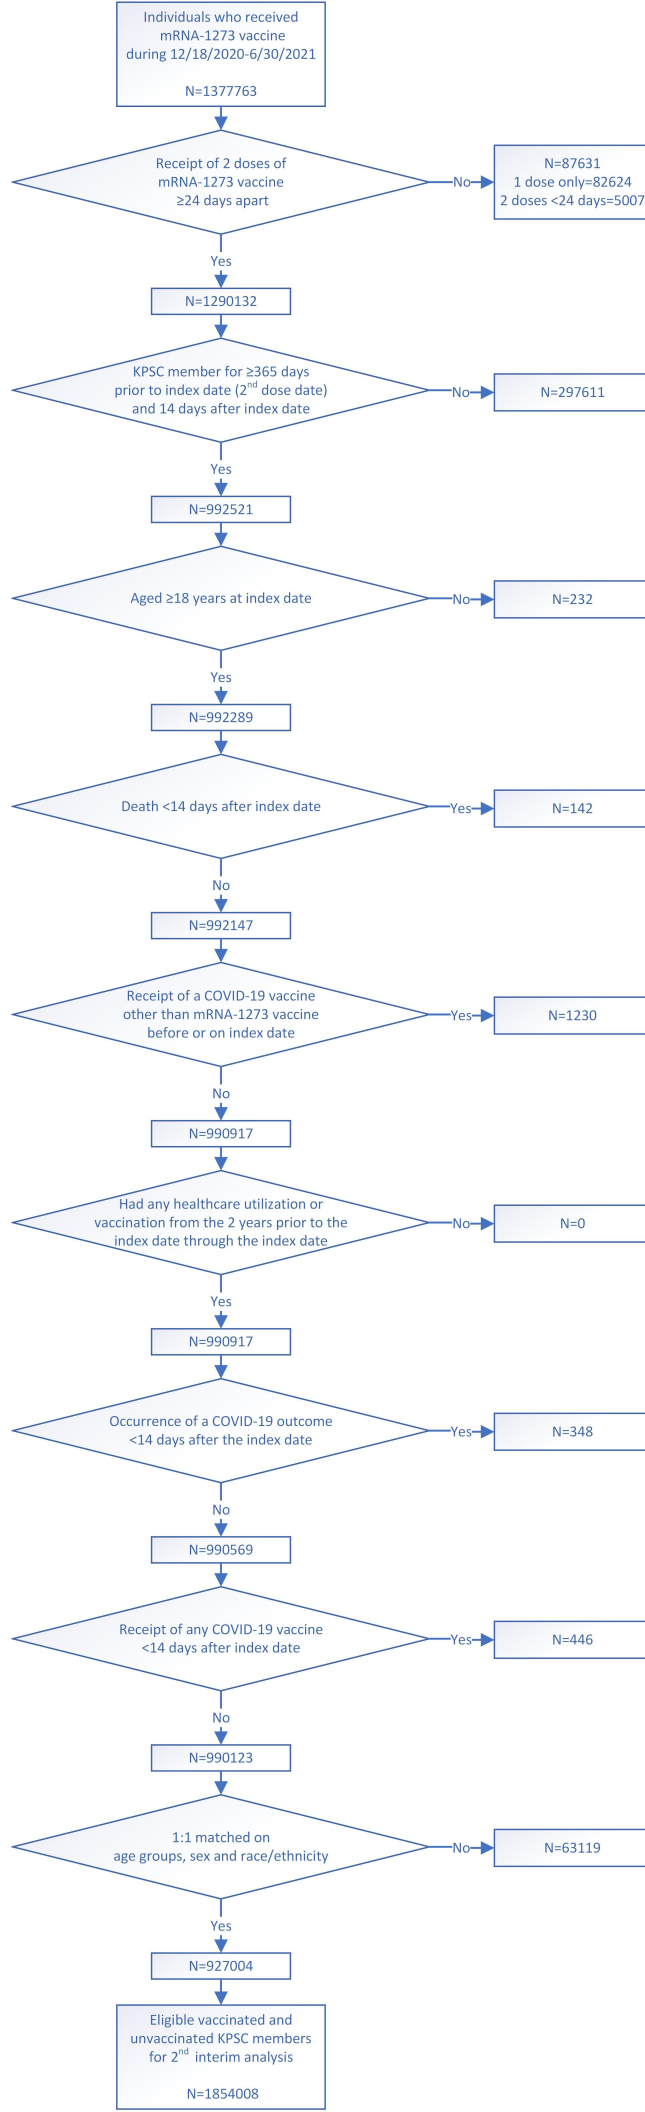 Individuals who received
mRNA-1273 vaccine
during 12/18/2020-6/30/2021
N=1377763
Receipt of 2 doses of
mRNA-1273 vaccine
≥24 days apart
No
N=87631
1 dose only=82624
2 doses <24 days=5007
Yes
N=1290132
KPSC member for ≥365 days
prior to index date (2nd dose date)
and 14 days after index date
No
N=297611
Yes
N=992521
Aged ≥18 years at index date
No
N=232
Yes
N=992289
Death <14 days after index date
Yes
N=142
No
N=992147
Receipt of a COVID-19 vaccine
other than mRNA-1273 vaccine
before or on index date
Yes
N=1230
No
N=990917
Had any healthcare utilization or
vaccination from the 2 years prior to the
index date through the index date
No
N=0
Yes
N=990917
Occurrence of a COVID-19 outcome
<14 days after the index date
Yes
N=348
No
N=990569
Receipt of any COVID-19 vaccine
<14 days after index date
Yes
N=446
No
N=990123
1:1 matched on
age groups, sex and race/ethnicity
No
N=63119
Yes
N=927004
Eligible vaccinated and
unvaccinated KPSC members
for 2nd interim analysis
N=1854008